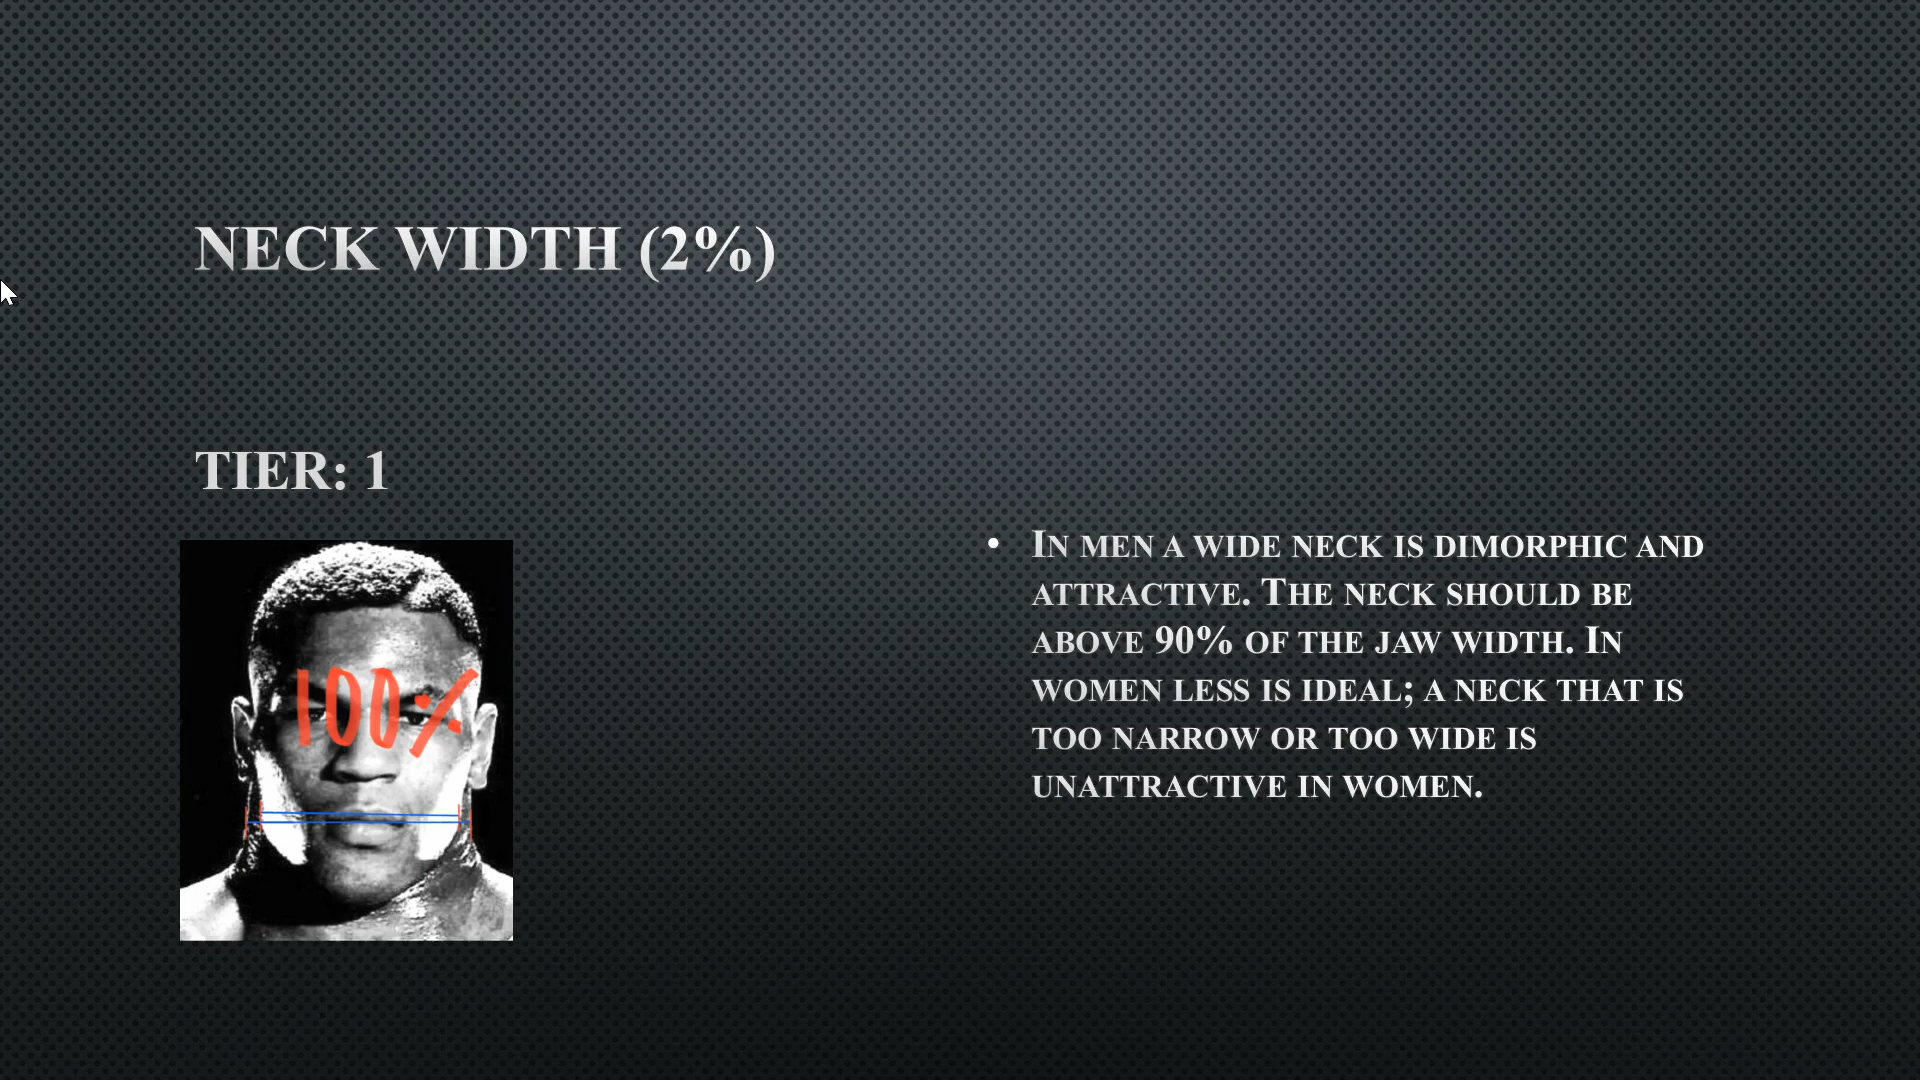 NECK WIDTH (2%)
TIER: 1
100%
• IN MEN A WIDE NECK IS DIMORPHIC AND
ATTRACTIVE. THE NECK SHOULD BE
ABOVE 90% OF THE JAW WIDTH. IN
WOMEN LESS IS IDEAL; A NECK THAT IS
TOO NARROW OR TOO WIDE IS
UNATTRACTIVE IN WOMEN.